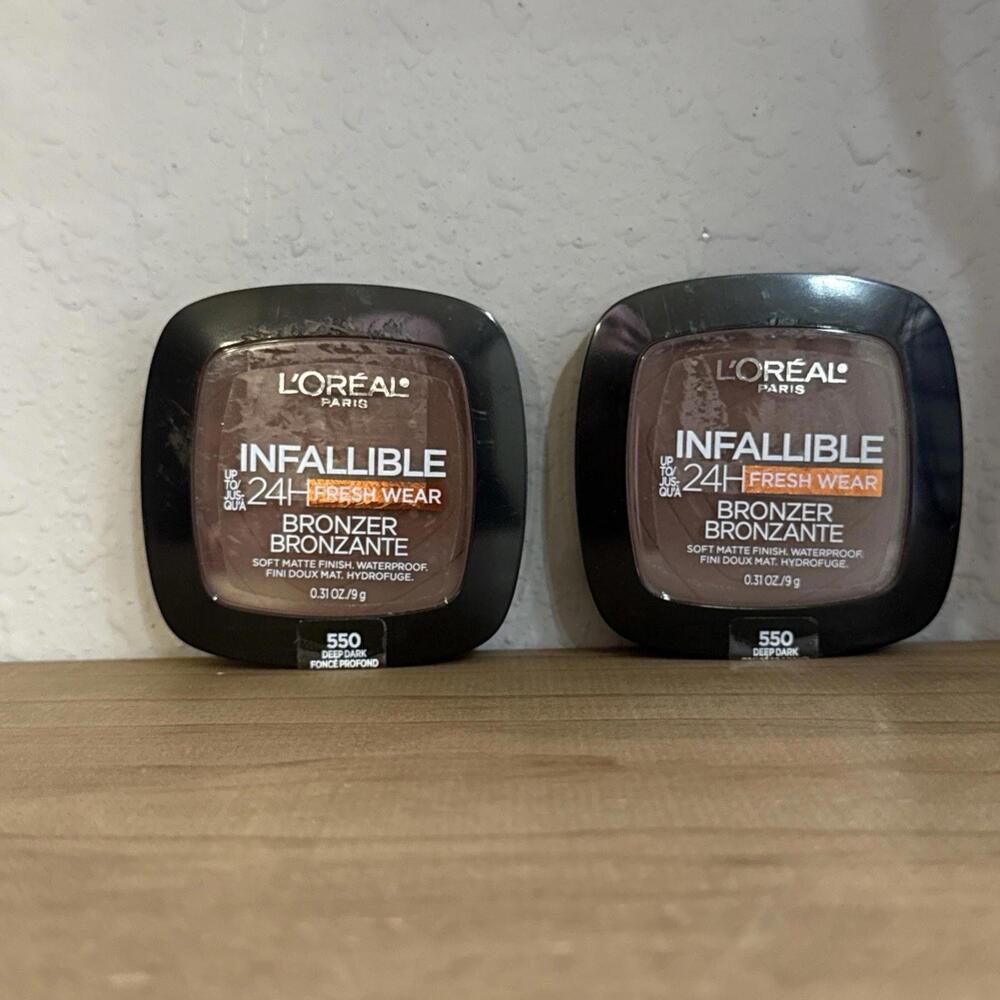 L'ORÉAL
PARIS
INFALLIBLE
UP TO/ JUS-QU'À
24H FRESH WEAR
BRONZER
BRONZANTE
SOFT MATTE FINISH. WATERPROOF.
FINI DOUX MAT. HYDROFUGE.
0.31 OZ./9 g
550
DEEP DARK
FONCÉ PROFOND
L'ORÉAL
PARIS
INFALLIBLE
UP TO/ JUS-QU'À
24H FRESH WEAR
BRONZER
BRONZANTE
SOFT MATTE FINISH. WATERPROOF.
FINI DOUX MAT. HYDROFUGE.
0.31 OZ./9 g
550
DEEP DARK